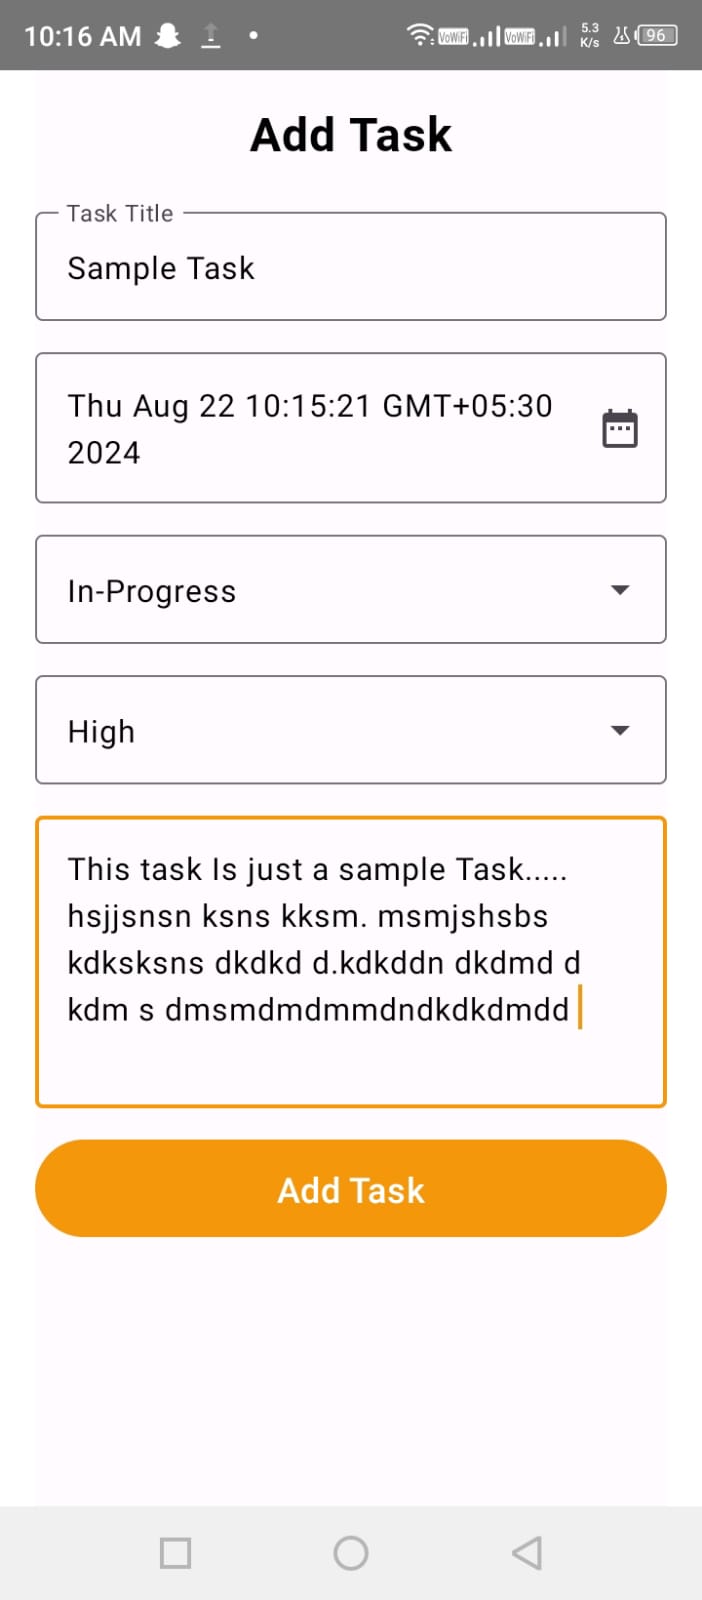 10:16 AM
VoWiFi VoWiFi 5.3 K/s 96
Add Task
Task Title
Sample Task
Thu Aug 22 10:15:21 GMT+05:30
2024
In-Progress
High
This task Is just a sample Task.....
hsjjsnsn ksns kksm. msmjshsbs
kdksksns dkdkd d.kdkddn dkdmd d
kdm s dmsmdmdmmdndkdkdmdd
Add Task